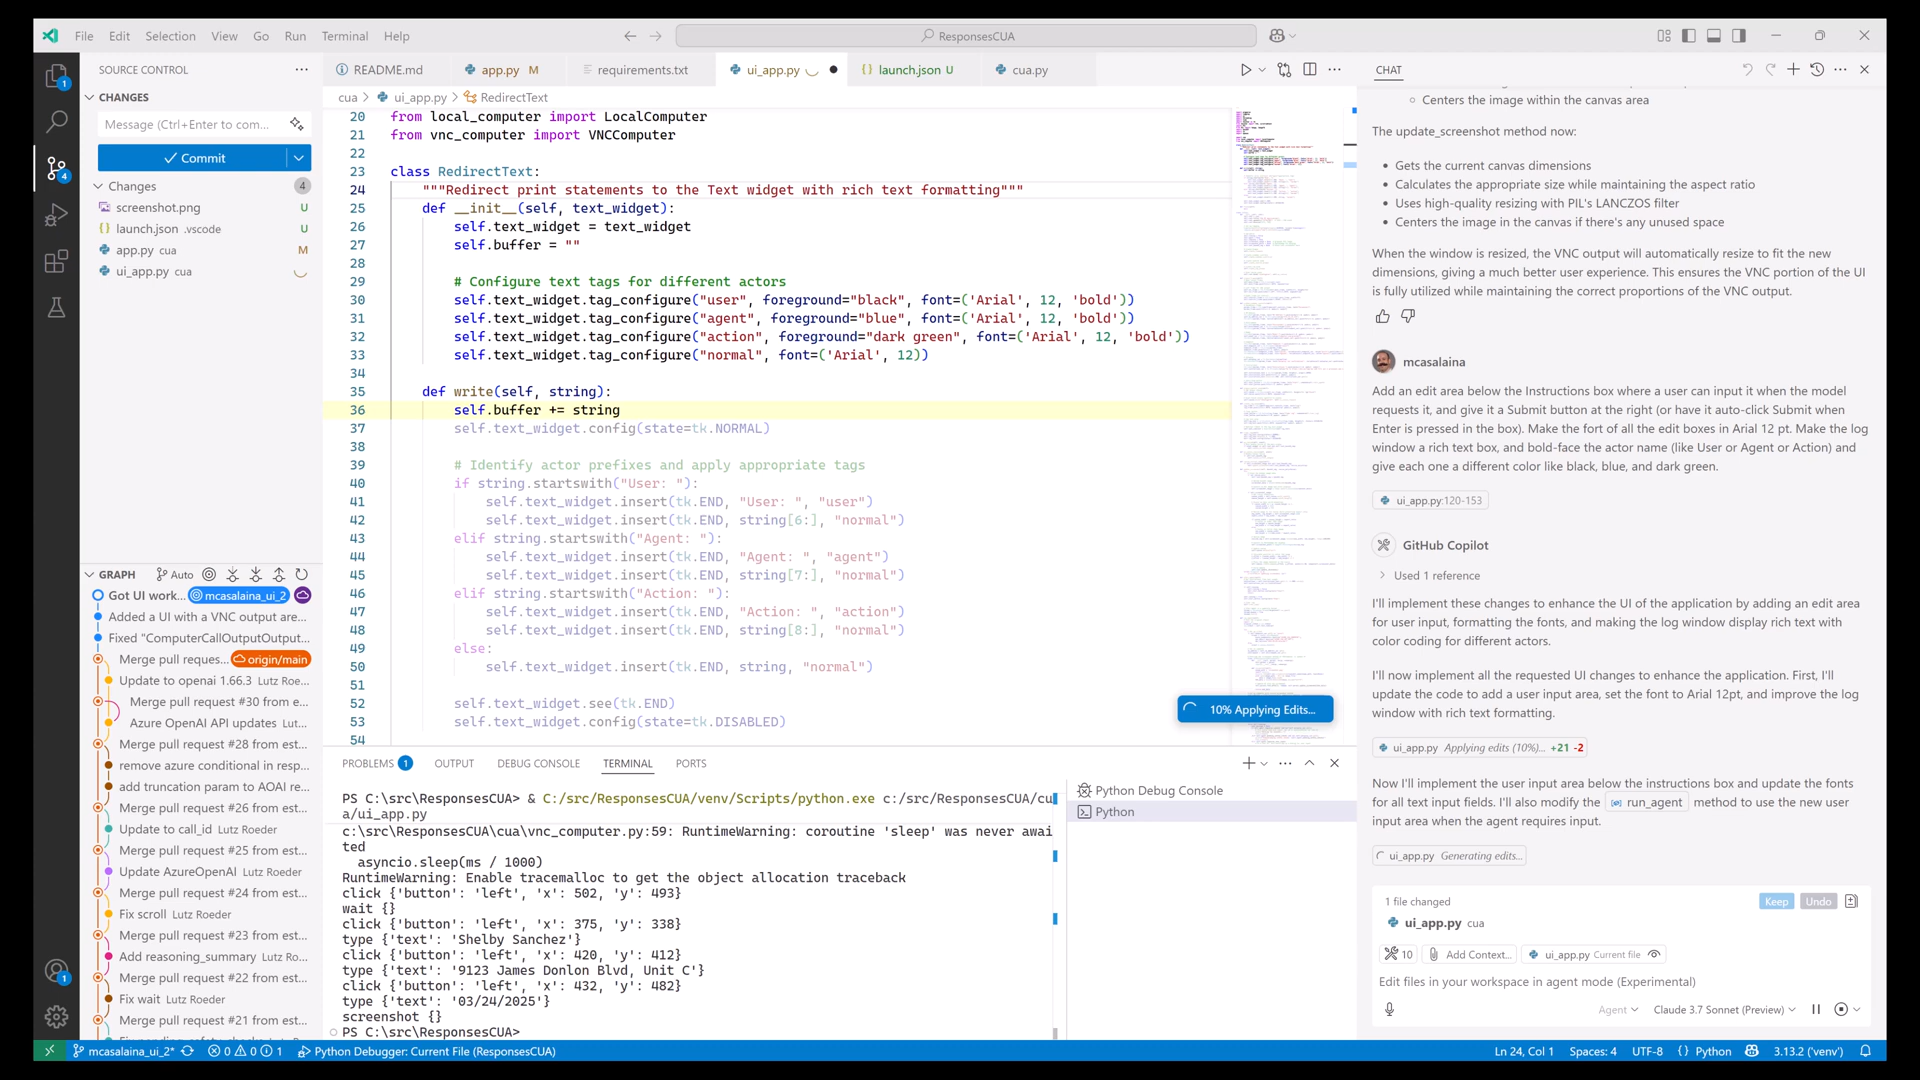 File Edit Selection View Go Run Terminal Help
ResponsesCUA
SOURCE CONTROL
CHANGES
Message (Ctrl+Enter to com...
Commit
Changes 4
screenshot.png U
launch.json .vscode U
app.py cua M
ui_app.py cua
1
4
1
GRAPH Auto
Got UI work... mcasalaina_ui_2
Added a UI with a VNC output are...
Fixed "ComputerCallOutputOutput...
Merge pull reques... origin/main
Update to openai 1.66.3 Lutz Roe...
Merge pull request #30 from e...
Azure OpenAI API updates Lut...
Merge pull request #28 from est...
remove azure conditional in resp...
add truncation param to AOAI re...
Merge pull request #26 from est...
Update to call_id Lutz Roeder
Merge pull request #25 from est...
Update AzureOpenAI Lutz Roeder
Merge pull request #24 from est...
Fix scroll Lutz Roeder
Merge pull request #23 from est...
Add reasoning_summary Lutz Ro...
Merge pull request #22 from est...
Fix wait Lutz Roeder
Merge pull request #21 from est...
README.md app.py M requirements.txt ui_app.py launch.json U cua.py
cua > ui_app.py > RedirectText
20 from local_computer import LocalComputer
21 from vnc_computer import VNCComputer
22
23 class RedirectText:
24 """Redirect print statements to the Text widget with rich text formatting"""
25 def __init__(self, text_widget):
26 self.text_widget = text_widget
27 self.buffer = ""
28
29 # Configure text tags for different actors
30 self.text_widget.tag_configure("user", foreground="black", font=('Arial', 12, 'bold'))
31 self.text_widget.tag_configure("agent", foreground="blue", font=('Arial', 12, 'bold'))
32 self.text_widget.tag_configure("action", foreground="dark green", font=('Arial', 12, 'bold'))
33 self.text_widget.tag_configure("normal", font=('Arial', 12))
34
35 def write(self, string):
36 self.buffer += string
37 self.text_widget.config(state=tk.NORMAL)
38
39 # Identify actor prefixes and apply appropriate tags
40 if string.startswith("User: "):
41 self.text_widget.insert(tk.END, "User: ", "user")
42 self.text_widget.insert(tk.END, string[6:], "normal")
43 elif string.startswith("Agent: "):
44 self.text_widget.insert(tk.END, "Agent: ", "agent")
45 self.text_widget.insert(tk.END, string[7:], "normal")
46 elif string.startswith("Action: "):
47 self.text_widget.insert(tk.END, "Action: ", "action")
48 self.text_widget.insert(tk.END, string[8:], "normal")
49 else:
50 self.text_widget.insert(tk.END, string, "normal")
51
52 self.text_widget.see(tk.END)
53 self.text_widget.config(state=tk.DISABLED)
54
10% Applying Edits...
PROBLEMS 1 OUTPUT DEBUG CONSOLE TERMINAL PORTS
PS C:\src\ResponsesCUA> & C:/src/ResponsesCUA/venv/Scripts/python.exe c:/src/ResponsesCUA/cu
a/ui_app.py
c:\src\ResponsesCUA\cua\vnc_computer.py:59: RuntimeWarning: coroutine 'sleep' was never awai
ted
asyncio.sleep(ms / 1000)
RuntimeWarning: Enable tracemalloc to get the object allocation traceback
click {'button': 'left', 'x': 502, 'y': 493}
wait {}
click {'button': 'left', 'x': 375, 'y': 338}
type {'text': 'Shelby Sanchez'}
click {'button': 'left', 'x': 420, 'y': 412}
type {'text': '9123 James Donlon Blvd, Unit C'}
click {'button': 'left', 'x': 432, 'y': 482}
type {'text': '03/24/2025'}
screenshot {}
PS C:\src\ResponsesCUA>
Python Debug Console
Python
CHAT
Centers the image within the canvas area
The update_screenshot method now:
Gets the current canvas dimensions
Calculates the appropriate size while maintaining the aspect ratio
Uses high-quality resizing with PIL's LANCZOS filter
Centers the image in the canvas if there's any unused space
When the window is resized, the VNC output will automatically resize to fit the new
dimensions, giving a much better user experience. This ensures the VNC portion of the UI
is fully utilized while maintaining the correct proportions of the VNC output.
mcasalaina
Add an edit area below the Instructions box where a user can input it when the model
requests it, and give it a Submit button at the right (or have it auto-click Submit when
Enter is pressed in the box). Make the fort of all the edit boxes in Arial 12 pt. Make the log
window a rich text box, and bold-face the actor name (like User or Agent or Action) and
give each one a different color like black, blue, and dark green.
ui_app.py:120-153
GitHub Copilot
Used 1 reference
I'll implement these changes to enhance the UI of the application by adding an edit area
for user input, formatting the fonts, and making the log window display rich text with
color coding for different actors.
I'll now implement all the requested UI changes to enhance the application. First, I'll
update the code to add a user input area, set the font to Arial 12pt, and improve the log
window with rich text formatting.
ui_app.py Applying edits (10%)... +21 -2
Now I'll implement the user input area below the instructions box and update the fonts
for all text input fields. I'll also modify the run_agent method to use the new user
input area when the agent requires input.
ui_app.py Generating edits...
1 file changed Keep Undo
ui_app.py cua
10 Add Context... ui_app.py Current file
Edit files in your workspace in agent mode (Experimental)
Agent Claude 3.7 Sonnet (Preview)
mcasalaina_ui_2* 0 0 1 Python Debugger: Current File (ResponsesCUA) Ln 24, Col 1 Spaces: 4 UTF-8 {} Python 3.13.2 ('venv')